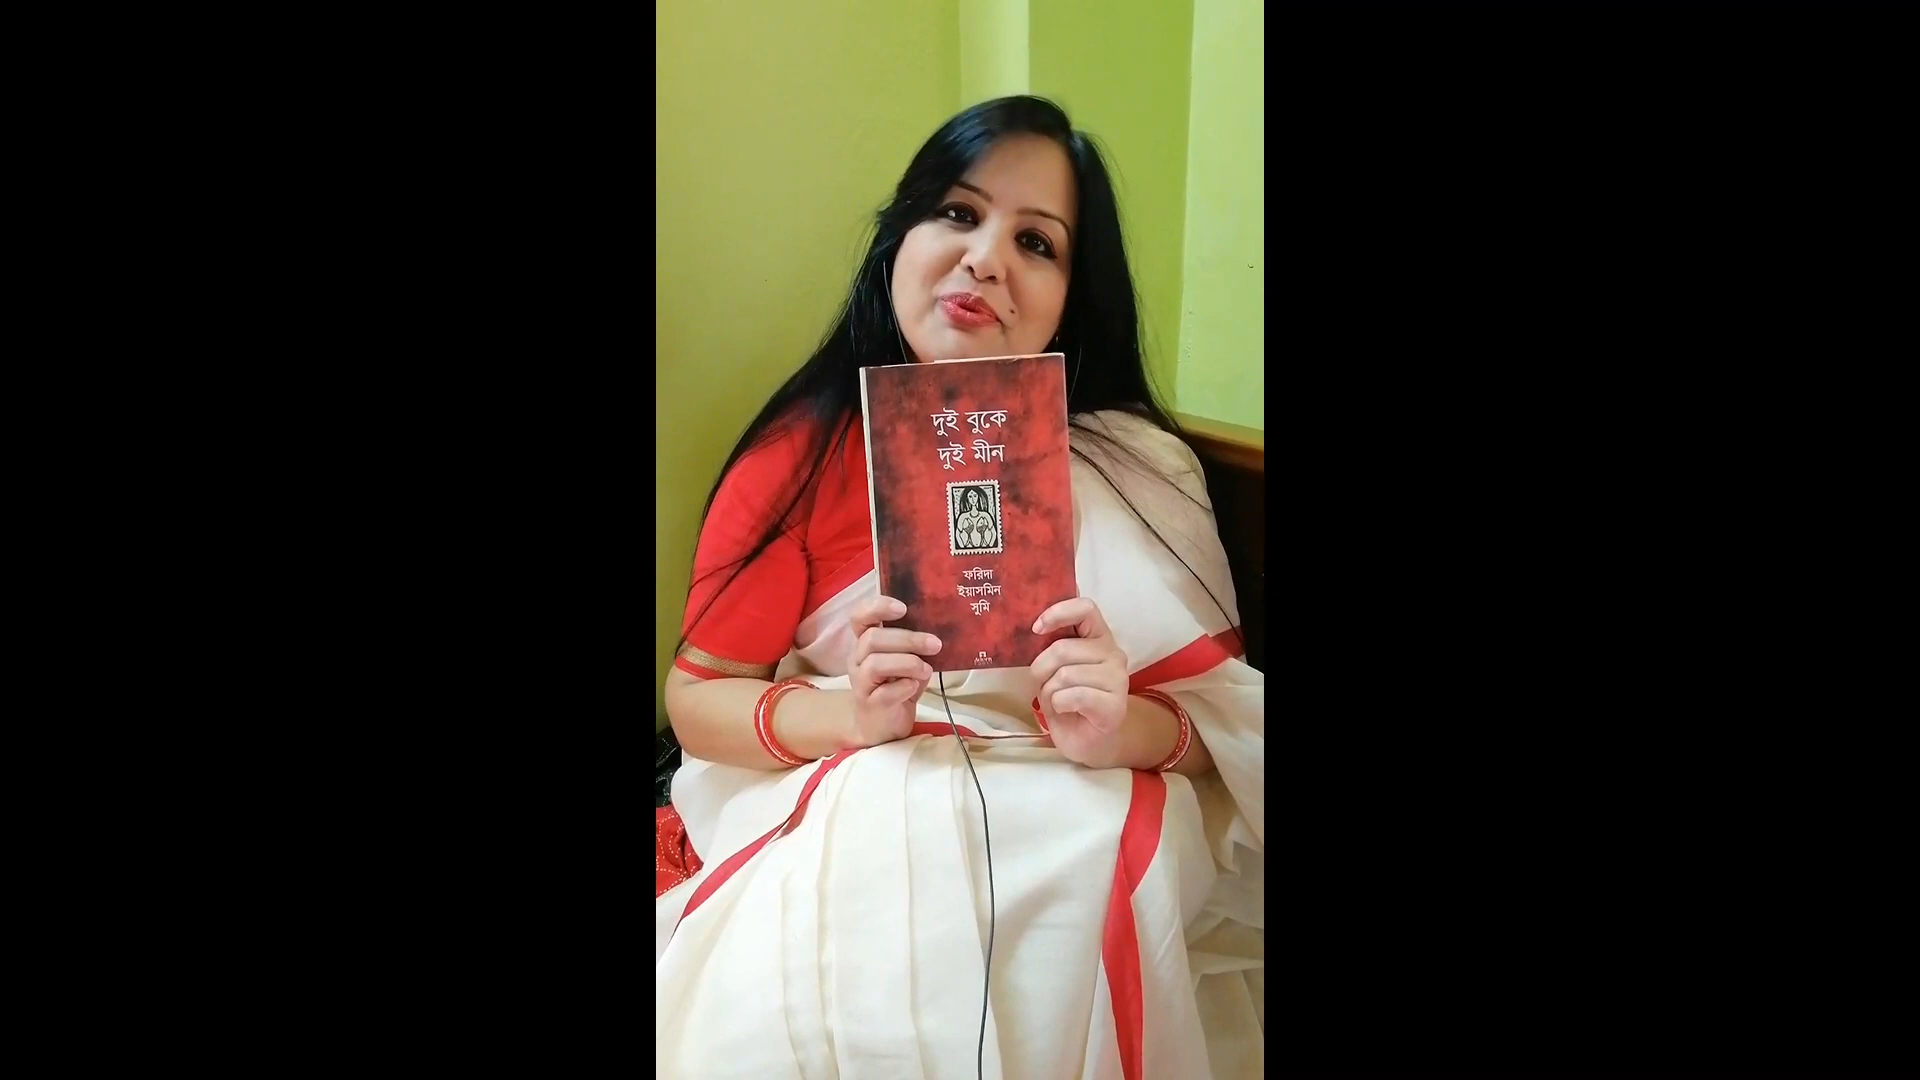 দুই বুকে
দুই মীন
ফরিদা
ইয়াসমিন
সুমি